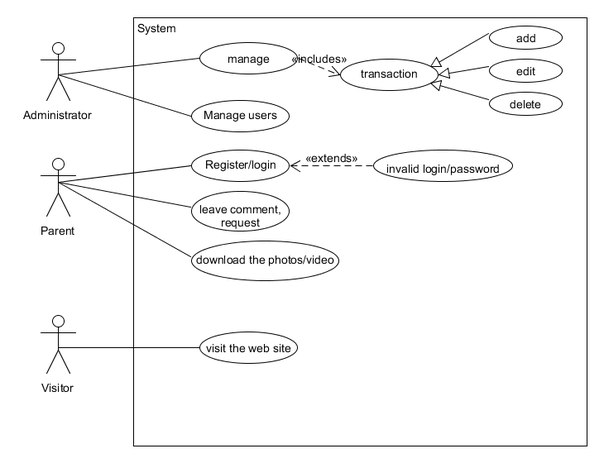 System
manage
«includes»
transaction
add
edit
delete
Administrator
Manage users
Register/login
«extends»
invalid login/password
Parent
leave comment,
request
download the photos/video
visit the web site
Visitor